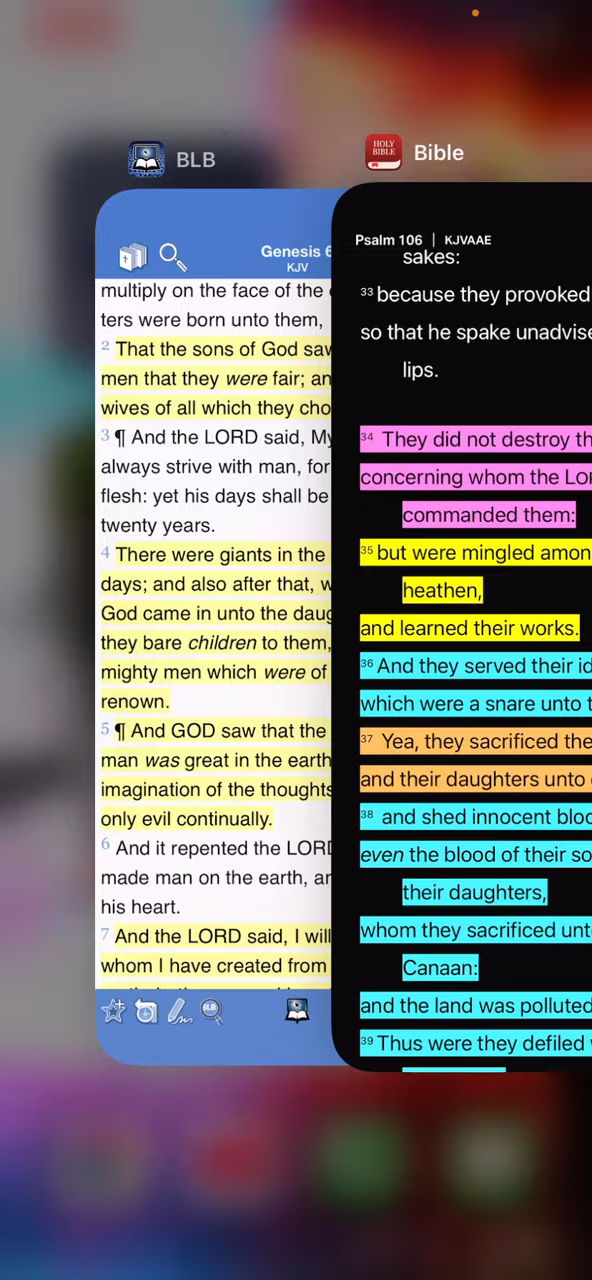 BLB
Genesis 6
KJV
multiply on the face of the
ters were born unto them,
2 That the sons of God saw
men that they were fair; an
wives of all which they cho
3 ¶ And the LORD said, My
always strive with man, for
flesh: yet his days shall be
twenty years.
4 There were giants in the
days; and also after that, w
God came in unto the daug
they bare children to them,
mighty men which were of
renown.
5 ¶ And GOD saw that the
man was great in the earth
imagination of the thoughts
only evil continually.
6 And it repented the LORD
made man on the earth, an
his heart.
7 And the LORD said, I will
whom I have created from
BLB
HOLY
BIBLE
Bible
Psalm 106 | KJVAAE
sakes:
33 because they provoked
so that he spake unadvise
lips.
34 They did not destroy th
concerning whom the LOR
commanded them:
35 but were mingled amon
heathen,
and learned their works.
36 And they served their id
which were a snare unto t
37 Yea, they sacrificed the
and their daughters unto
38 and shed innocent bloo
even the blood of their so
their daughters,
whom they sacrificed unt
Canaan:
and the land was polluted
39 Thus were they defiled w